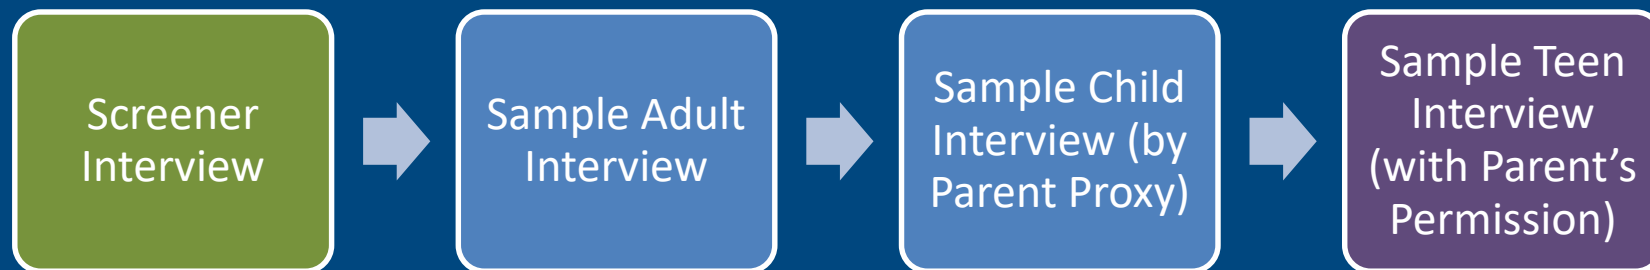 Screener
Interview
Sample Adult
Interview
Sample Child
Interview (by
Parent Proxy)
Sample Teen
Interview
(with Parent’s
Permission)